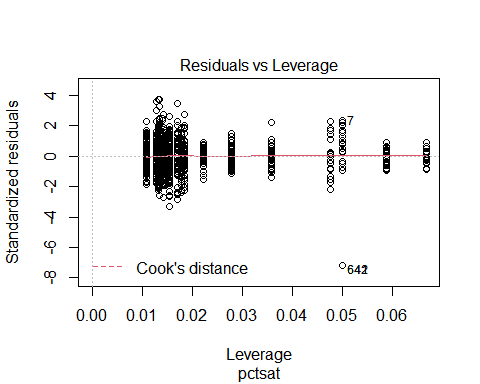 Residuals vs Leverage
Standardized residuals
4
2
0
-2
-4
-6
-8
7
Cook's distance
0.00 0.01 0.02 0.03 0.04 0.05 0.06
Leverage
pctsat